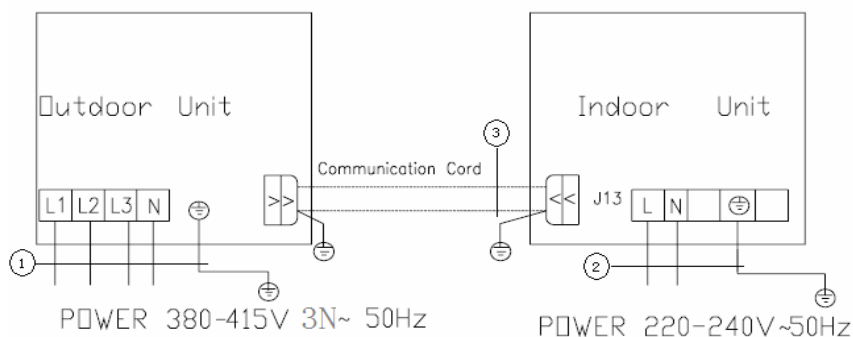 Outdoor Unit
Indoor Unit
3
Communication Cord
L1 L2 L3 N
>>
<<
J13
L N
1
2
POWER 380-415V 3N~ 50Hz
POWER 220-240V~50Hz